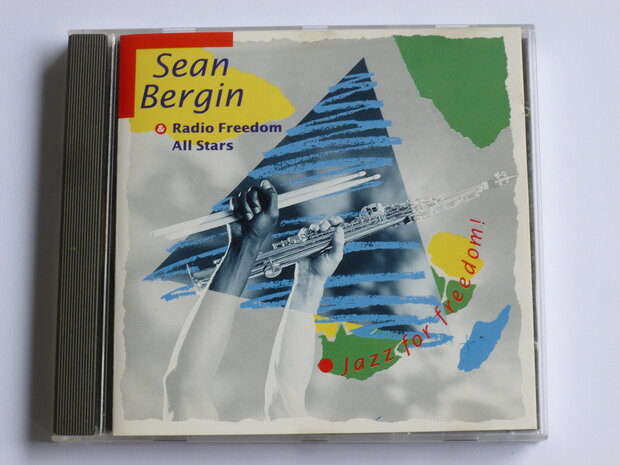 Sean
Bergin
& Radio Freedom
All Stars
Jazz for freedom!